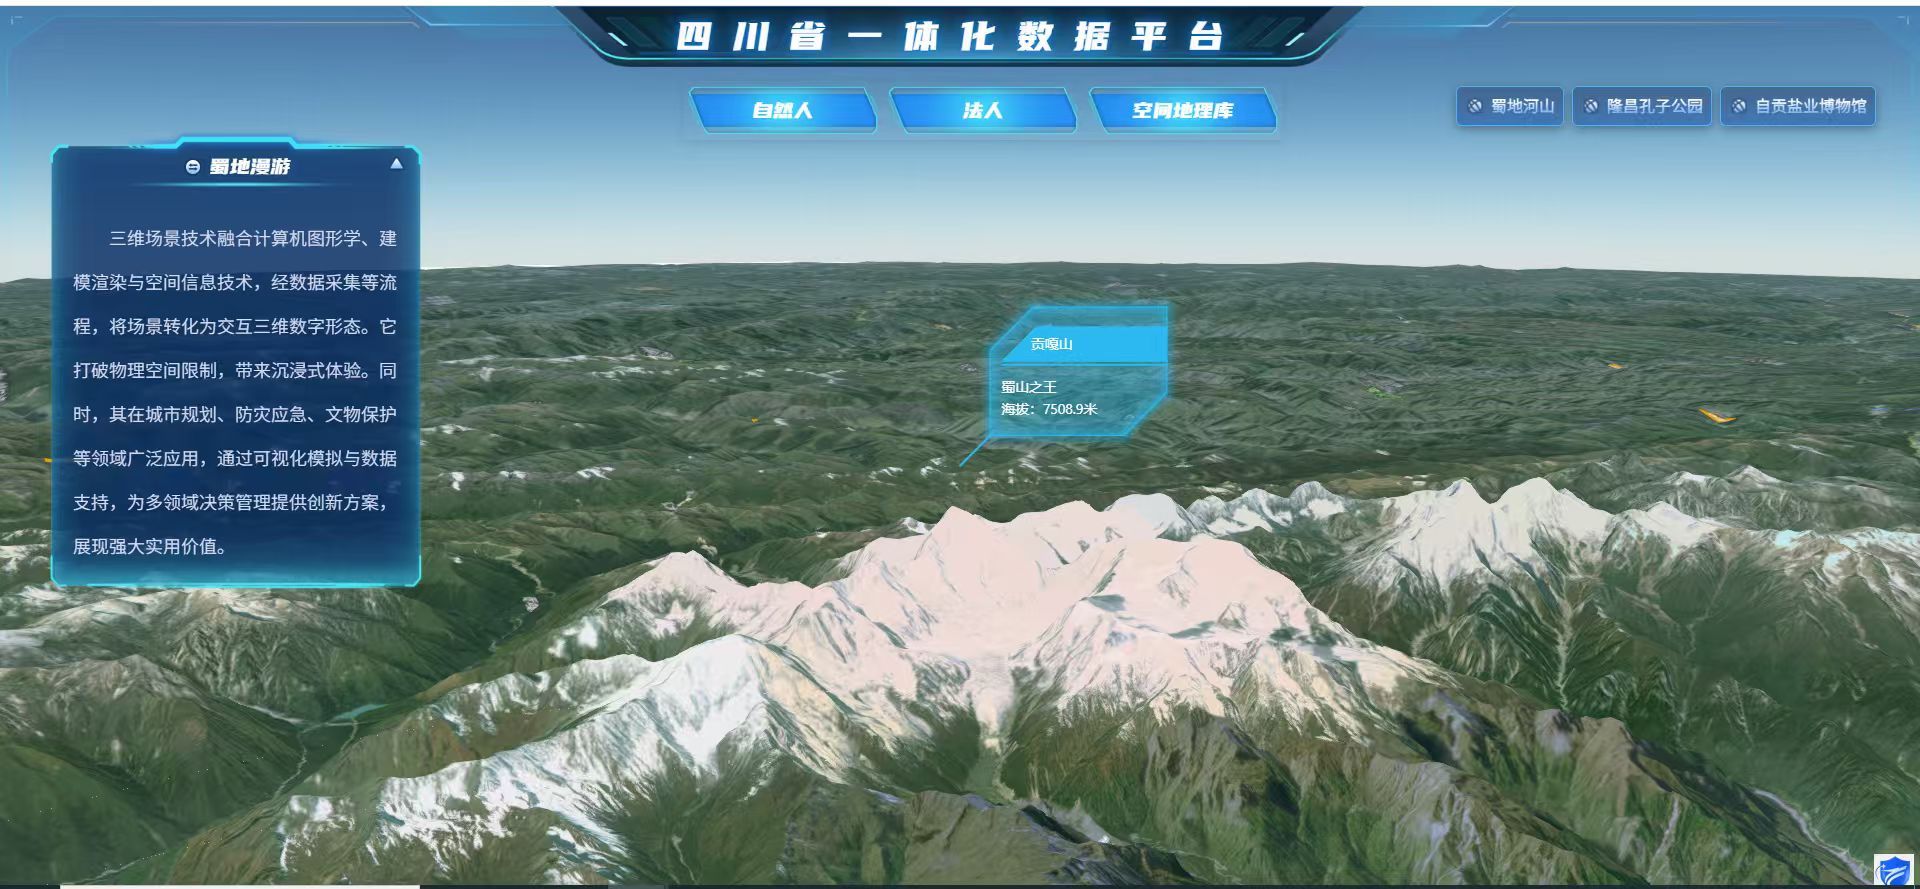 四川省一体化数据平台
自然人
法人
空间地理库
蜀地河山
隆昌孔子公园
自贡盐业博物馆
蜀地漫游
三维场景技术融合计算机图形学、建
模渲染与空间信息技术，经数据采集等流
程，将场景转化为交互三维数字形态。它
打破物理空间限制，带来沉浸式体验。同
时，其在城市规划、防灾应急、文物保护
等领域广泛应用，通过可视化模拟与数据
支持，为多领域决策管理提供创新方案，
展现强大实用价值。
贡嘎山
蜀山之王
海拔：7508.9米